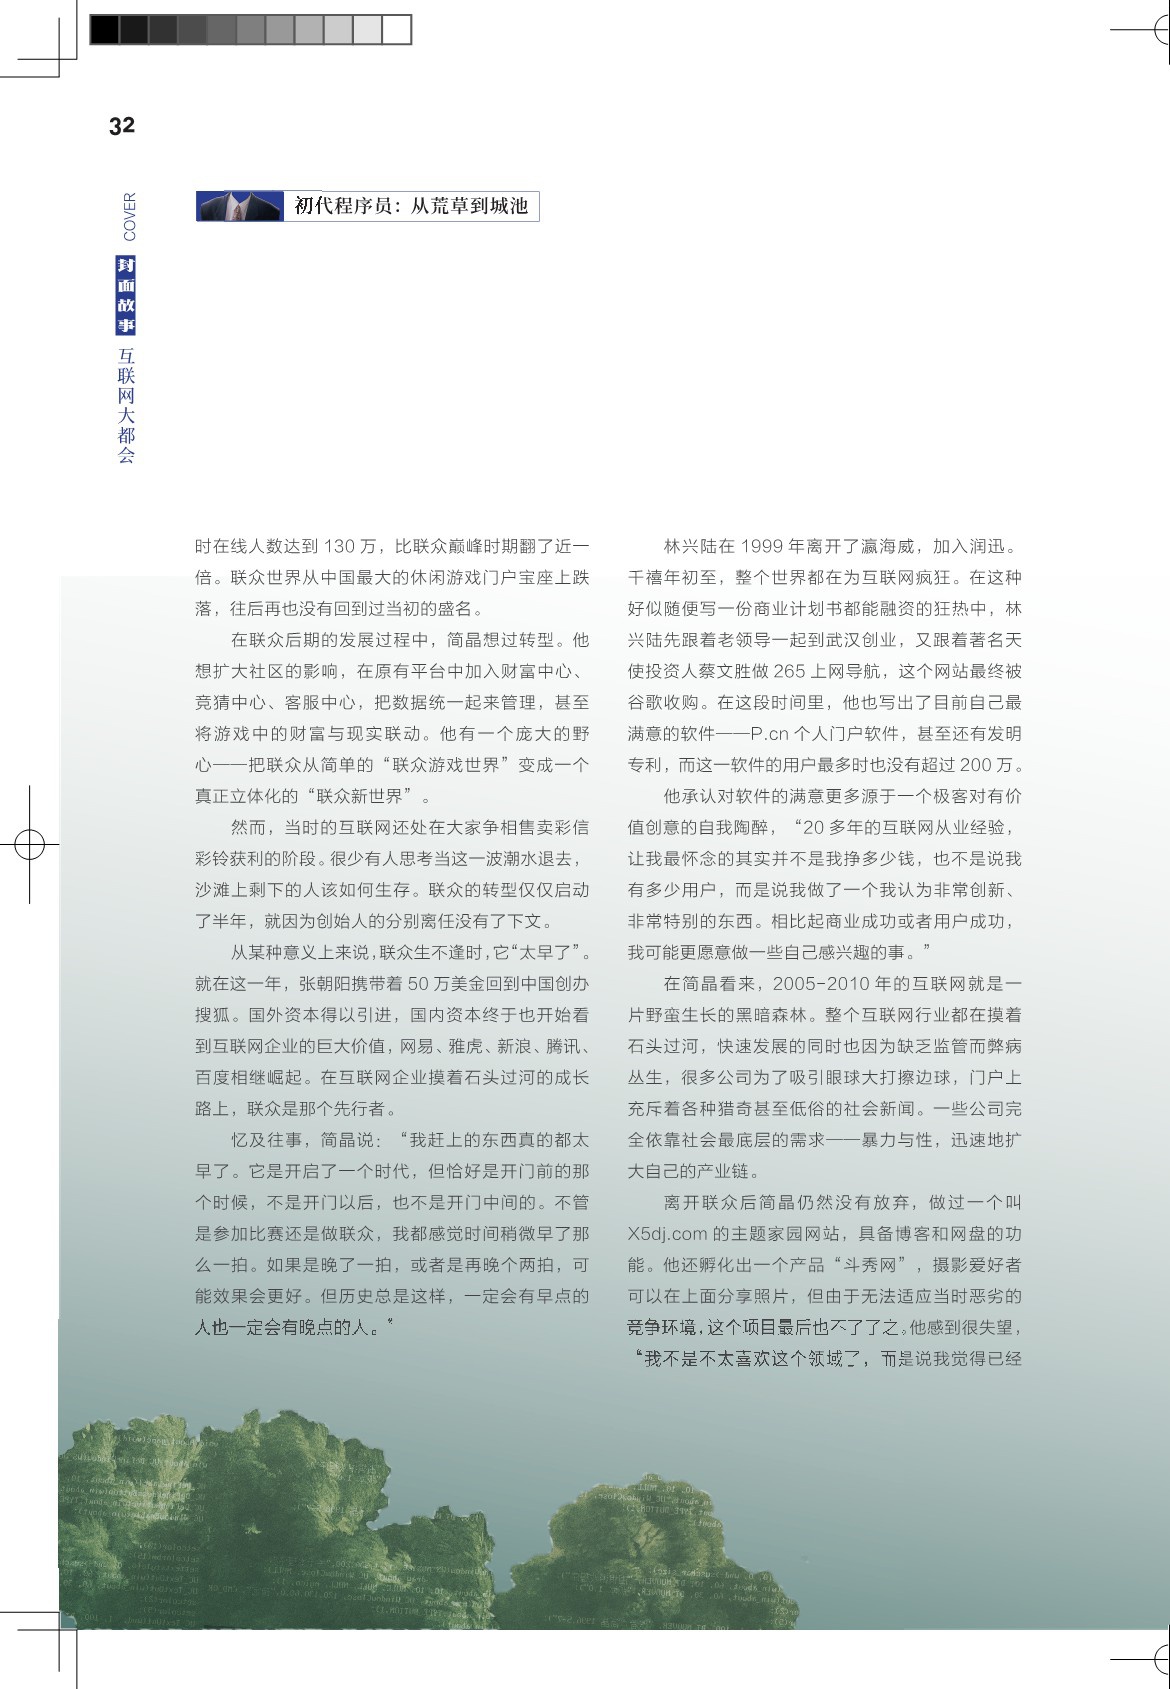 32
COVER
封面故事
互联网大都会
初代程序员：从荒草到城池
时在线人数达到 130 万，比联众巅峰时期翻了近一
倍。联众世界从中国最大的休闲游戏门户宝座上跌
落，往后再也没有回到过当初的盛名。
在联众后期的发展过程中，简晶想过转型。他
想扩大社区的影响，在原有平台中加入财富中心、
竞猜中心、客服中心，把数据统一起来管理，甚至
将游戏中的财富与现实联动。他有一个庞大的野
心——把联众从简单的“联众游戏世界”变成一个
真正立体化的“联众新世界”。
然而，当时的互联网还处在大家争相售卖彩信
彩铃获利的阶段。很少有人思考当这一波潮水退去，
沙滩上剩下的人该如何生存。联众的转型仅仅启动
了半年，就因为创始人的分别离任没有了下文。
从某种意义上来说，联众生不逢时，它“太早了”。
就在这一年，张朝阳携带着 50 万美金回到中国创办
搜狐。国外资本得以引进，国内资本终于也开始看
到互联网企业的巨大价值，网易、雅虎、新浪、腾讯、
百度相继崛起。在互联网企业摸着石头过河的成长
路上，联众是那个先行者。
忆及往事，简晶说：“我赶上的东西真的都太
早了。它是开启了一个时代，但恰好是开门前的那
个时候，不是开门以后，也不是开门中间的。不管
是参加比赛还是做联众，我都感觉时间稍微早了那
么一拍。如果是晚了一拍，或者是再晚个两拍，可
能效果会更好。但历史总是这样，一定会有早点的
人也一定会有晚点的人。”
林兴陆在 1999 年离开了瀛海威，加入润迅。
千禧年初至，整个世界都在为互联网疯狂。在这种
好似随便写一份商业计划书都能融资的狂热中，林
兴陆先跟着老领导一起到武汉创业，又跟着著名天
使投资人蔡文胜做 265 上网导航，这个网站最终被
谷歌收购。在这段时间里，他也写出了目前自己最
满意的软件——P.cn 个人门户软件，甚至还有发明
专利，而这一软件的用户最多时也没有超过 200 万。
他承认对软件的满意更多源于一个极客对有价
值创意的自我陶醉，“20 多年的互联网从业经验，
让我最怀念的其实并不是我挣多少钱，也不是说我
有多少用户，而是说我做了一个我认为非常创新、
非常特别的东西。相比起商业成功或者用户成功，
我可能更愿意做一些自己感兴趣的事。”
在简晶看来，2005-2010 年的互联网就是一
片野蛮生长的黑暗森林。整个互联网行业都在摸着
石头过河，快速发展的同时也因为缺乏监管而弊病
丛生，很多公司为了吸引眼球大打擦边球，门户上
充斥着各种猎奇甚至低俗的社会新闻。一些公司完
全依靠社会最底层的需求——暴力与性，迅速地扩
大自己的产业链。
离开联众后简晶仍然没有放弃，做过一个叫
X5dj.com 的主题家园网站，具备博客和网盘的功
能。他还孵化出一个产品“斗秀网”，摄影爱好者
可以在上面分享照片，但由于无法适应当时恶劣的
竞争环境，这个项目最后也不了了之。他感到很失望，
“我不是不太喜欢这个领域了，而是说我觉得已经